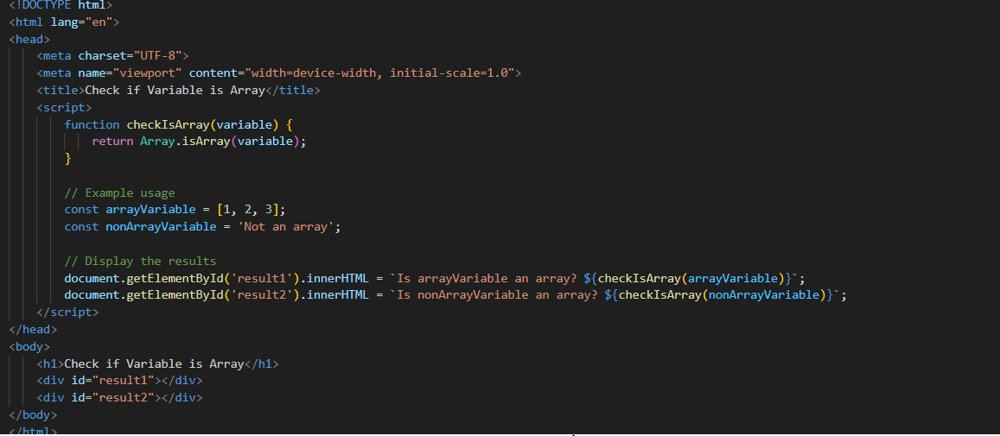 <!DOCTYPE html>
<html lang="en">
<head>
    <meta charset="UTF-8">
    <meta name="viewport" content="width=device-width, initial-scale=1.0">
    <title>Check if Variable is Array</title>
    <script>
        function checkIsArray(variable) {
            return Array.isArray(variable);
        }

        // Example usage
        const arrayVariable = [1, 2, 3];
        const nonArrayVariable = 'Not an array';

        // Display the results
        document.getElementById('result1').innerHTML = `Is arrayVariable an array? ${checkIsArray(arrayVariable)}`;
        document.getElementById('result2').innerHTML = `Is nonArrayVariable an array? ${checkIsArray(nonArrayVariable)}`;
    </script>
</head>
<body>
    <h1>Check if Variable is Array</h1>
    <div id="result1"></div>
    <div id="result2"></div>
</body>
</html>